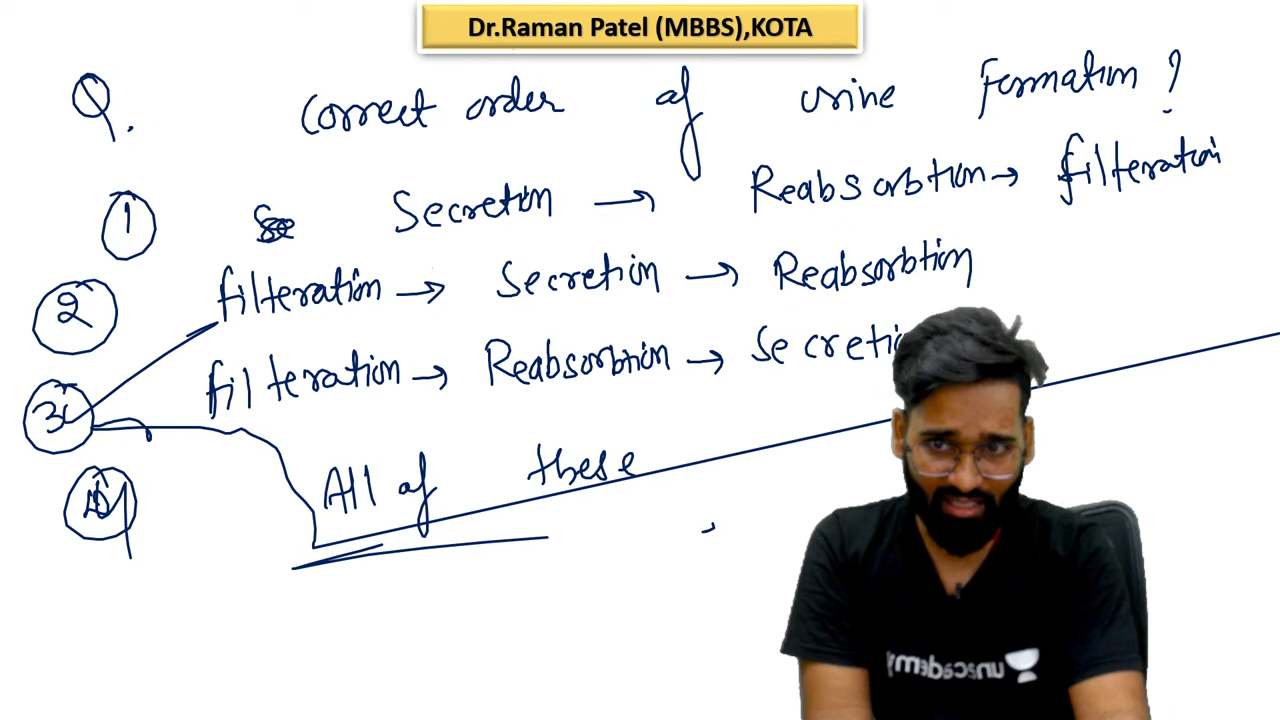 Dr.Raman Patel (MBBS),KOTA
Q. Correct order of urine formation ?
1 Secretion → Reabsorbtion → filteration
2 filteration → Secretion → Reabsorbtion
3 filteration → Reabsorbtion → Secretio
4 All of these
unacademy